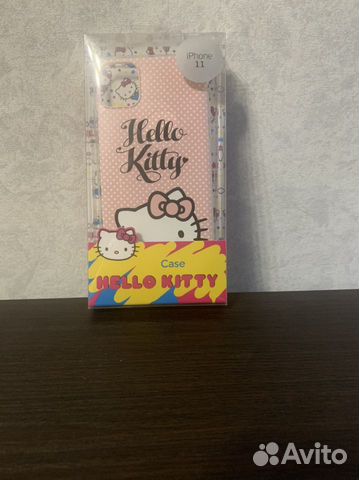 iPhone
11
Hello
Kitty
Case
HELLO KITTY
Avito